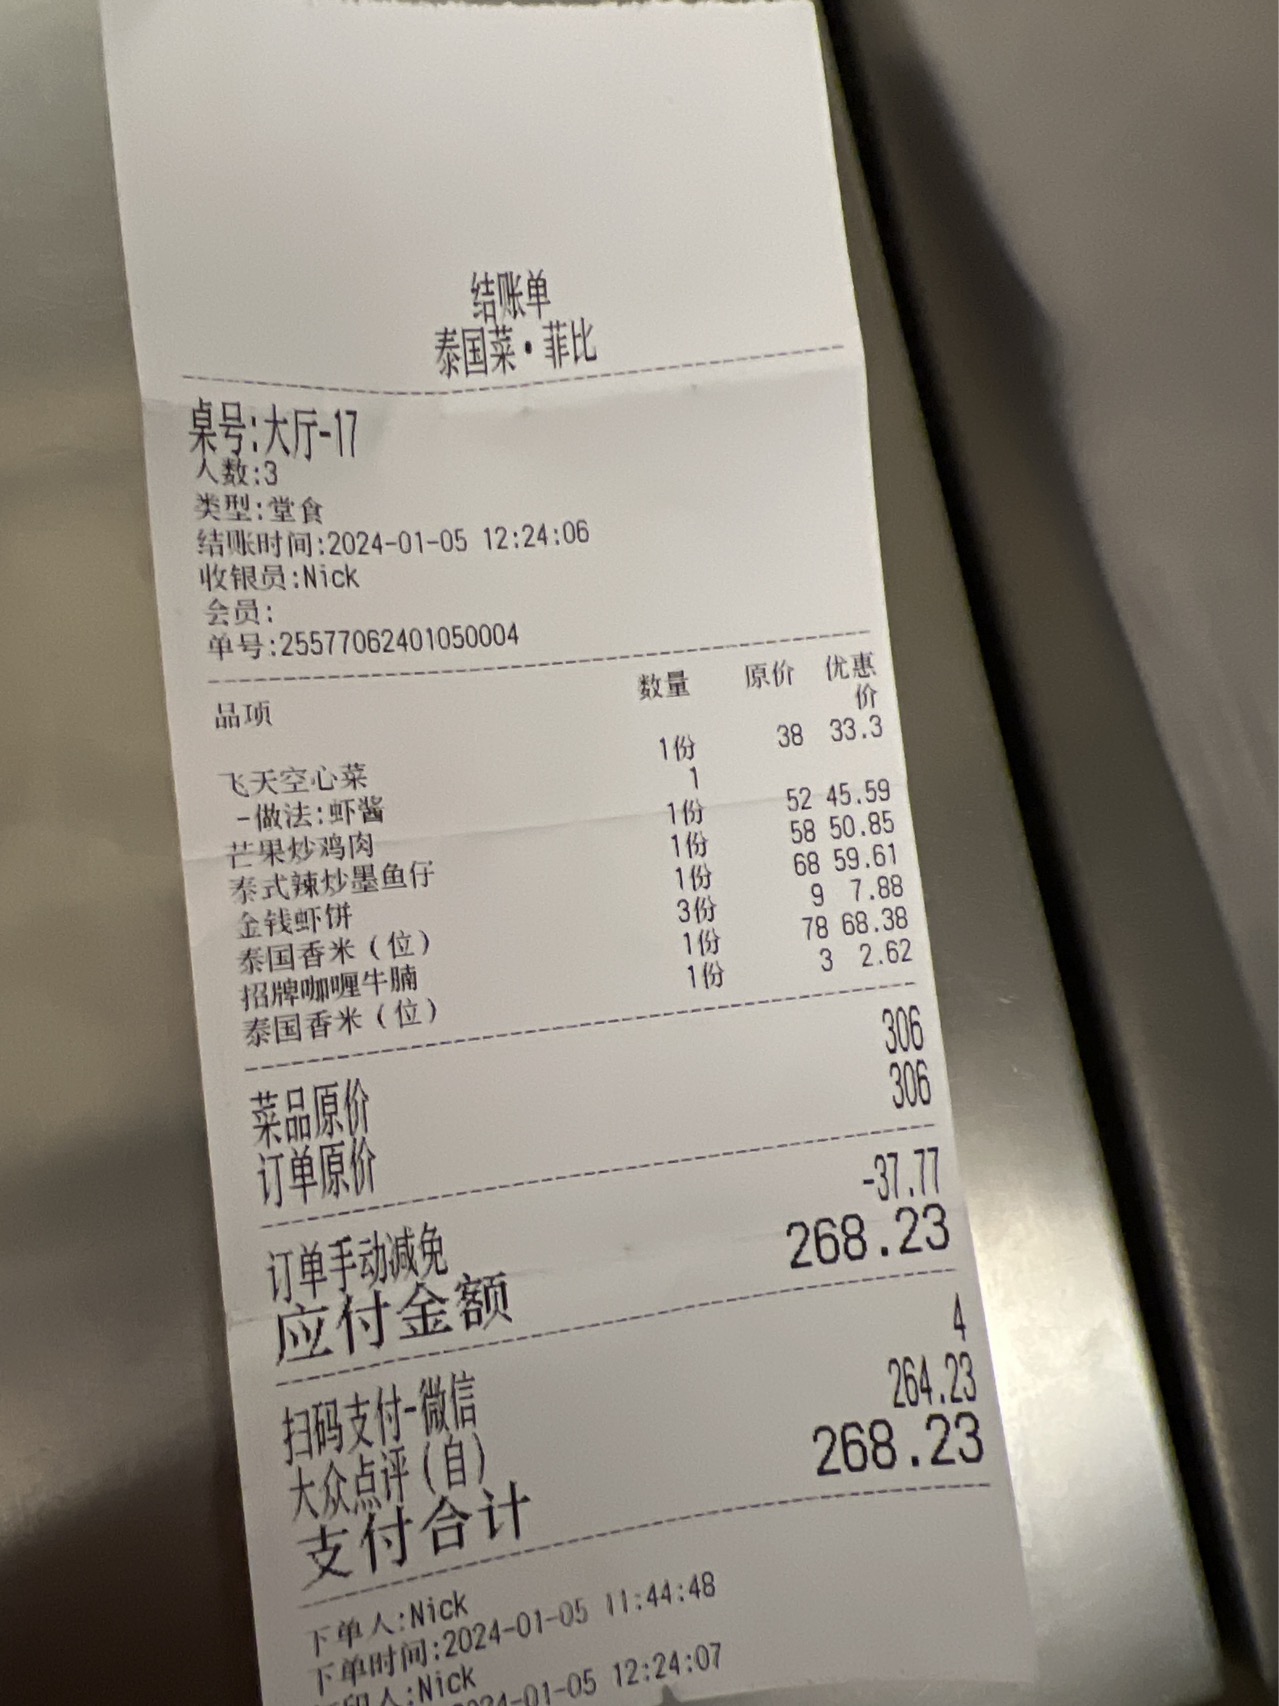 结账单
泰国菜·菲比
桌号:大厅-17
人数:3
类型:堂食
结账时间:2024-01-05 12:24:06
收银员:Nick
会员:
单号:25577062401050004
品项 数量 原价 优惠价
飞天空心菜 1份 38 33.3
-做法:虾酱 1
芒果炒鸡肉 1份 52 45.59
泰式辣炒墨鱼仔 1份 58 50.85
金钱虾饼 1份 68 59.61
泰国香米(位) 3份 9 7.88
招牌咖喱牛腩 1份 78 68.38
泰国香米(位) 1份 3 2.62
菜品原价 306
订单原价 306
订单手动减免 -37.77
应付金额 268.23
扫码支付-微信 4
大众点评(自) 264.23
支付合计 268.23
下单人:Nick
下单时间:2024-01-05 11:44:48
印人:Nick
024-01-05 12:24:07